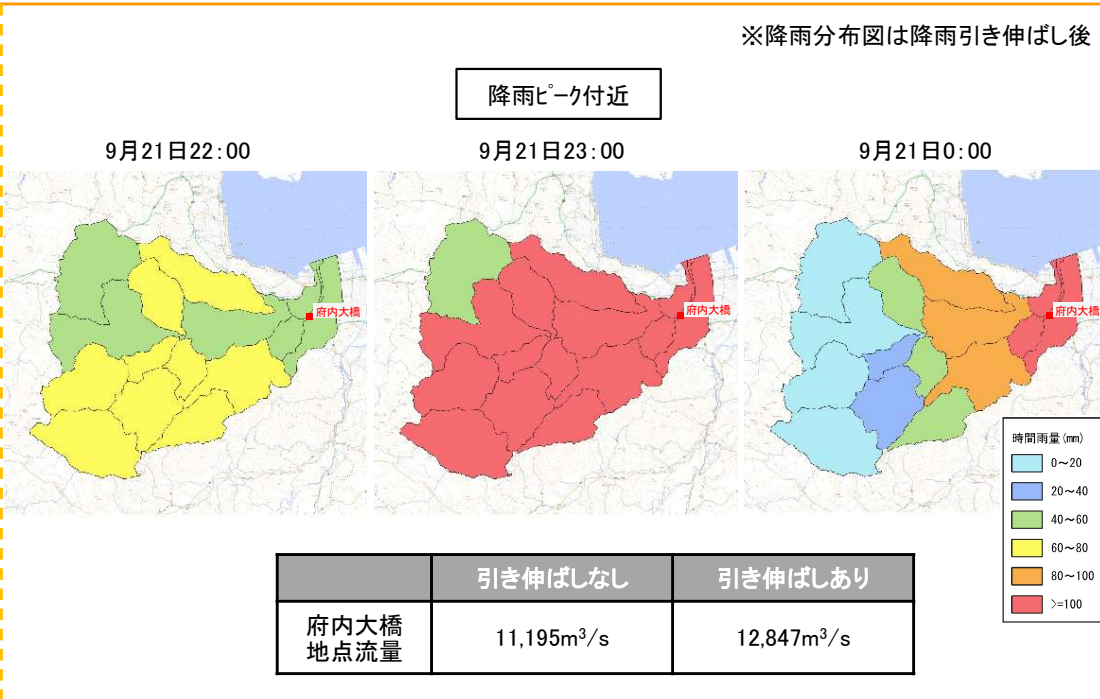 ※降雨分布図は降雨引き伸ばし後
降雨ピーク付近
9月21日22:00
9月21日23:00
9月21日0:00
府内大橋
府内大橋
府内大橋
時間雨量(mm)
0～20
20～40
40～60
60～80
80～100
>=100
引き伸ばしなし
引き伸ばしあり
府内大橋
地点流量
11,195m³/s
12,847m³/s